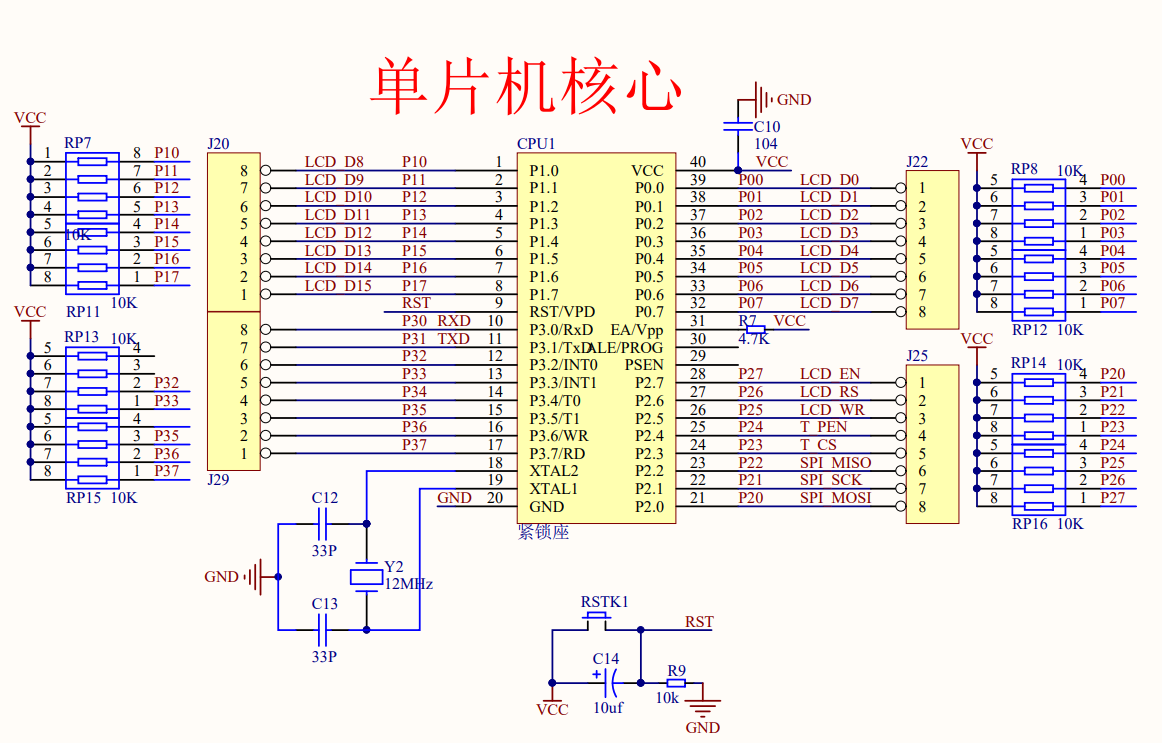 单片机核心
VCC
RP7
1 8 P10
2 7 P11
3 6 P12
4 5 P13
5 4 P14
10K
6 3 P15
7 2 P16
8 1 P17
RP11 10K
VCC
RP13 10K
5 4
6 3
7 2 P32
8 1 P33
5 4
6 3 P35
7 2 P36
8 1 P37
RP15 10K
J20
8 LCD D8 P10 1
7 LCD D9 P11 2
6 LCD D10 P12 3
5 LCD D11 P13 4
4 LCD D12 P14 5
3 LCD D13 P15 6
2 LCD D14 P16 7
1 LCD D15 P17 8
RST 9
8 P30 RXD 10
7 P31 TXD 11
6 P32 12
5 P33 13
4 P34 14
3 P35 15
2 P36 16
1 P37 17
J29
18
19
GND 20
CPU1
P1.0 VCC
P1.1 P0.0
P1.2 P0.1
P1.3 P0.2
P1.4 P0.3
P1.5 P0.4
P1.6 P0.5
P1.7 P0.6
RST/VPD P0.7
P3.0/RxD EA/Vpp
P3.1/TxD ALE/PROG
P3.2/INT0 PSEN
P3.3/INT1 P2.7
P3.4/T0 P2.6
P3.5/T1 P2.5
P3.6/WR P2.4
P3.7/RD P2.3
XTAL2 P2.2
XTAL1 P2.1
GND P2.0
紧锁座
GND
C10
104
40 VCC
J22
39 P00 LCD D0 1
38 P01 LCD D1 2
37 P02 LCD D2 3
36 P03 LCD D3 4
35 P04 LCD D4 5
34 P05 LCD D5 6
33 P06 LCD D6 7
32 P07 LCD D7 8
31 R7 VCC
30 4.7K
29
J25
28 P27 LCD EN 1
27 P26 LCD RS 2
26 P25 LCD WR 3
25 P24 T PEN 4
24 P23 T CS 5
23 P22 SPI MISO 6
22 P21 SPI SCK 7
21 P20 SPI MOSI 8
VCC
RP8 10K
5 4 P00
6 3 P01
7 2 P02
8 1 P03
5 4 P04
6 3 P05
7 2 P06
8 1 P07
RP12 10K
VCC
RP14 10K
5 4 P20
6 3 P21
7 2 P22
8 1 P23
5 4 P24
6 3 P25
7 2 P26
8 1 P27
RP16 10K
C12
33P
GND
Y2
12MHz
C13
33P
RSTK1
RST
C14
+
10uf
VCC
R9
10k
GND